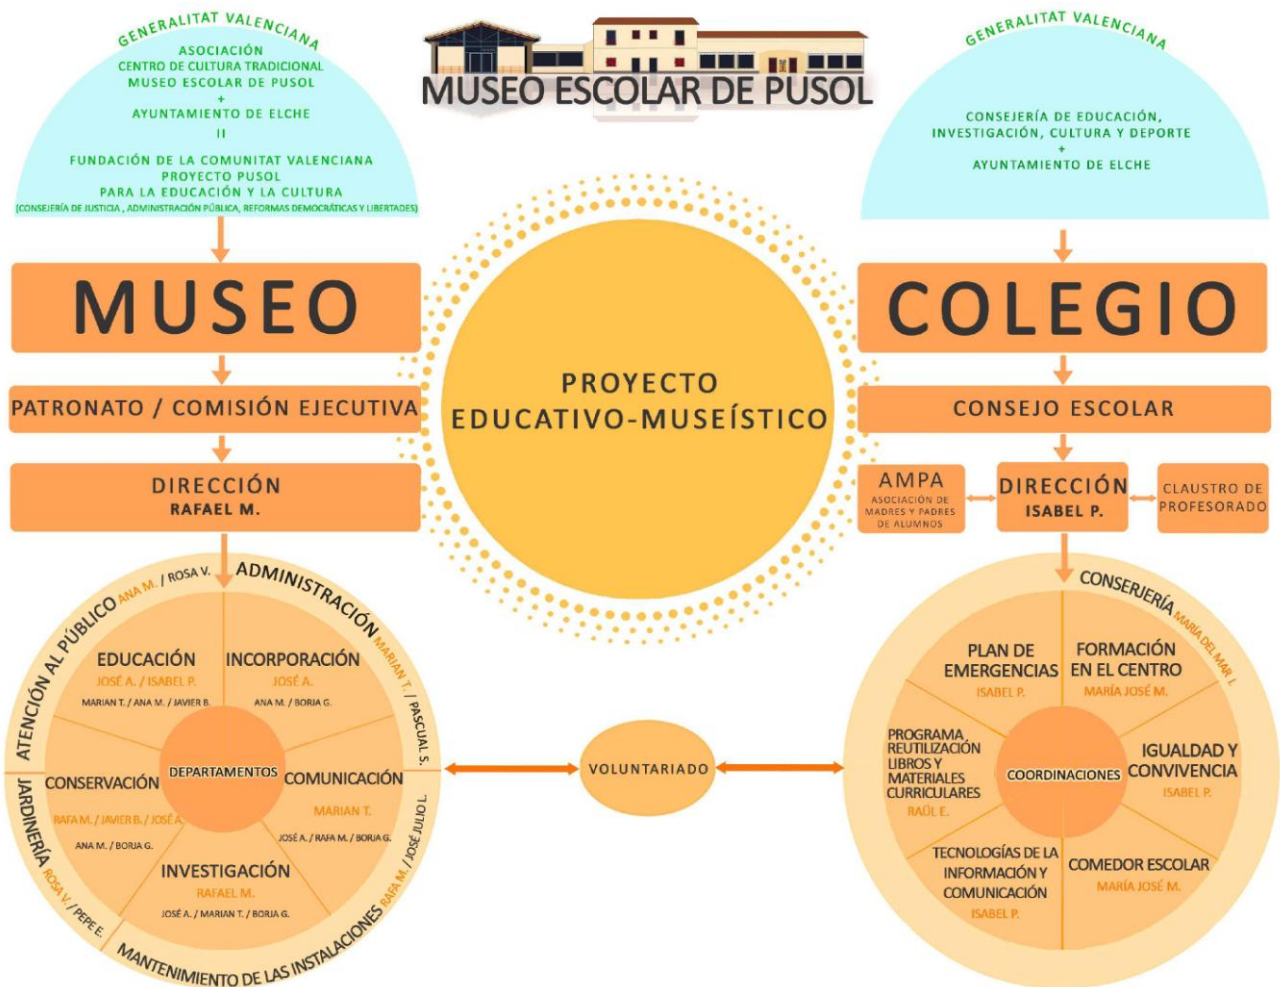 GENERALITAT VALENCIANA
ASOCIACIÓN
CENTRO DE CULTURA TRADICIONAL
MUSEO ESCOLAR DE PUSOL
+
AYUNTAMIENTO DE ELCHE
II
FUNDACIÓN DE LA COMUNITAT VALENCIANA
PROYECTO PUSOL
PARA LA EDUCACIÓN Y LA CULTURA
(CONSEJERÍA DE JUSTICIA , ADMINISTRACIÓN PÚBLICA, REFORMAS DEMOCRÁTICAS Y LIBERTADES)
MUSEO ESCOLAR DE PUSOL
GENERALITAT VALENCIANA
CONSEJERÍA DE EDUCACIÓN,
INVESTIGACIÓN, CULTURA Y DEPORTE
+
AYUNTAMIENTO DE ELCHE
MUSEO
PATRONATO / COMISIÓN EJECUTIVA
DIRECCIÓN
RAFAEL M.
PROYECTO
EDUCATIVO-MUSEÍSTICO
COLEGIO
CONSEJO ESCOLAR
AMPA
ASOCIACIÓN DE
MADRES Y PADRES
DE ALUMNOS
DIRECCIÓN
ISABEL P.
CLAUSTRO DE
PROFESORADO
ATENCIÓN AL PÚBLICO ANA M. / ROSA V.
ADMINISTRACIÓN MARIAN T. / PASCUAL S.
EDUCACIÓN
JOSÉ A. / ISABEL P.
MARIAN T. / ANA M. / JAVIER B.
INCORPORACIÓN
JOSÉ A.
ANA M. / BORJA G.
DEPARTAMENTOS
CONSERVACIÓN
RAFA M. / JAVIER B. / JOSÉ A.
ANA M. / BORJA G.
COMUNICACIÓN
MARIAN T.
JOSÉ A. / RAFA M. / BORJA G.
INVESTIGACIÓN
RAFAEL M.
JOSÉ A. / MARIAN T. / BORJA G.
JARDINERÍA ROSA V. / PEPE E.
MANTENIMIENTO DE LAS INSTALACIONES RAFA M. / JOSÉ JULIO L.
VOLUNTARIADO
CONSERJERÍA MARÍA DEL MAR J.
PLAN DE
EMERGENCIAS
ISABEL P.
FORMACIÓN
EN EL CENTRO
MARÍA JOSÉ M.
PROGRAMA
REUTILIZACIÓN
LIBROS Y
MATERIALES
CURRICULARES
RAÜL E.
COORDINACIONES
IGUALDAD Y
CONVIVENCIA
ISABEL P.
TECNOLOGÍAS DE LA
INFORMACIÓN Y
COMUNICACIÓN
ISABEL P.
COMEDOR ESCOLAR
MARÍA JOSÉ M.